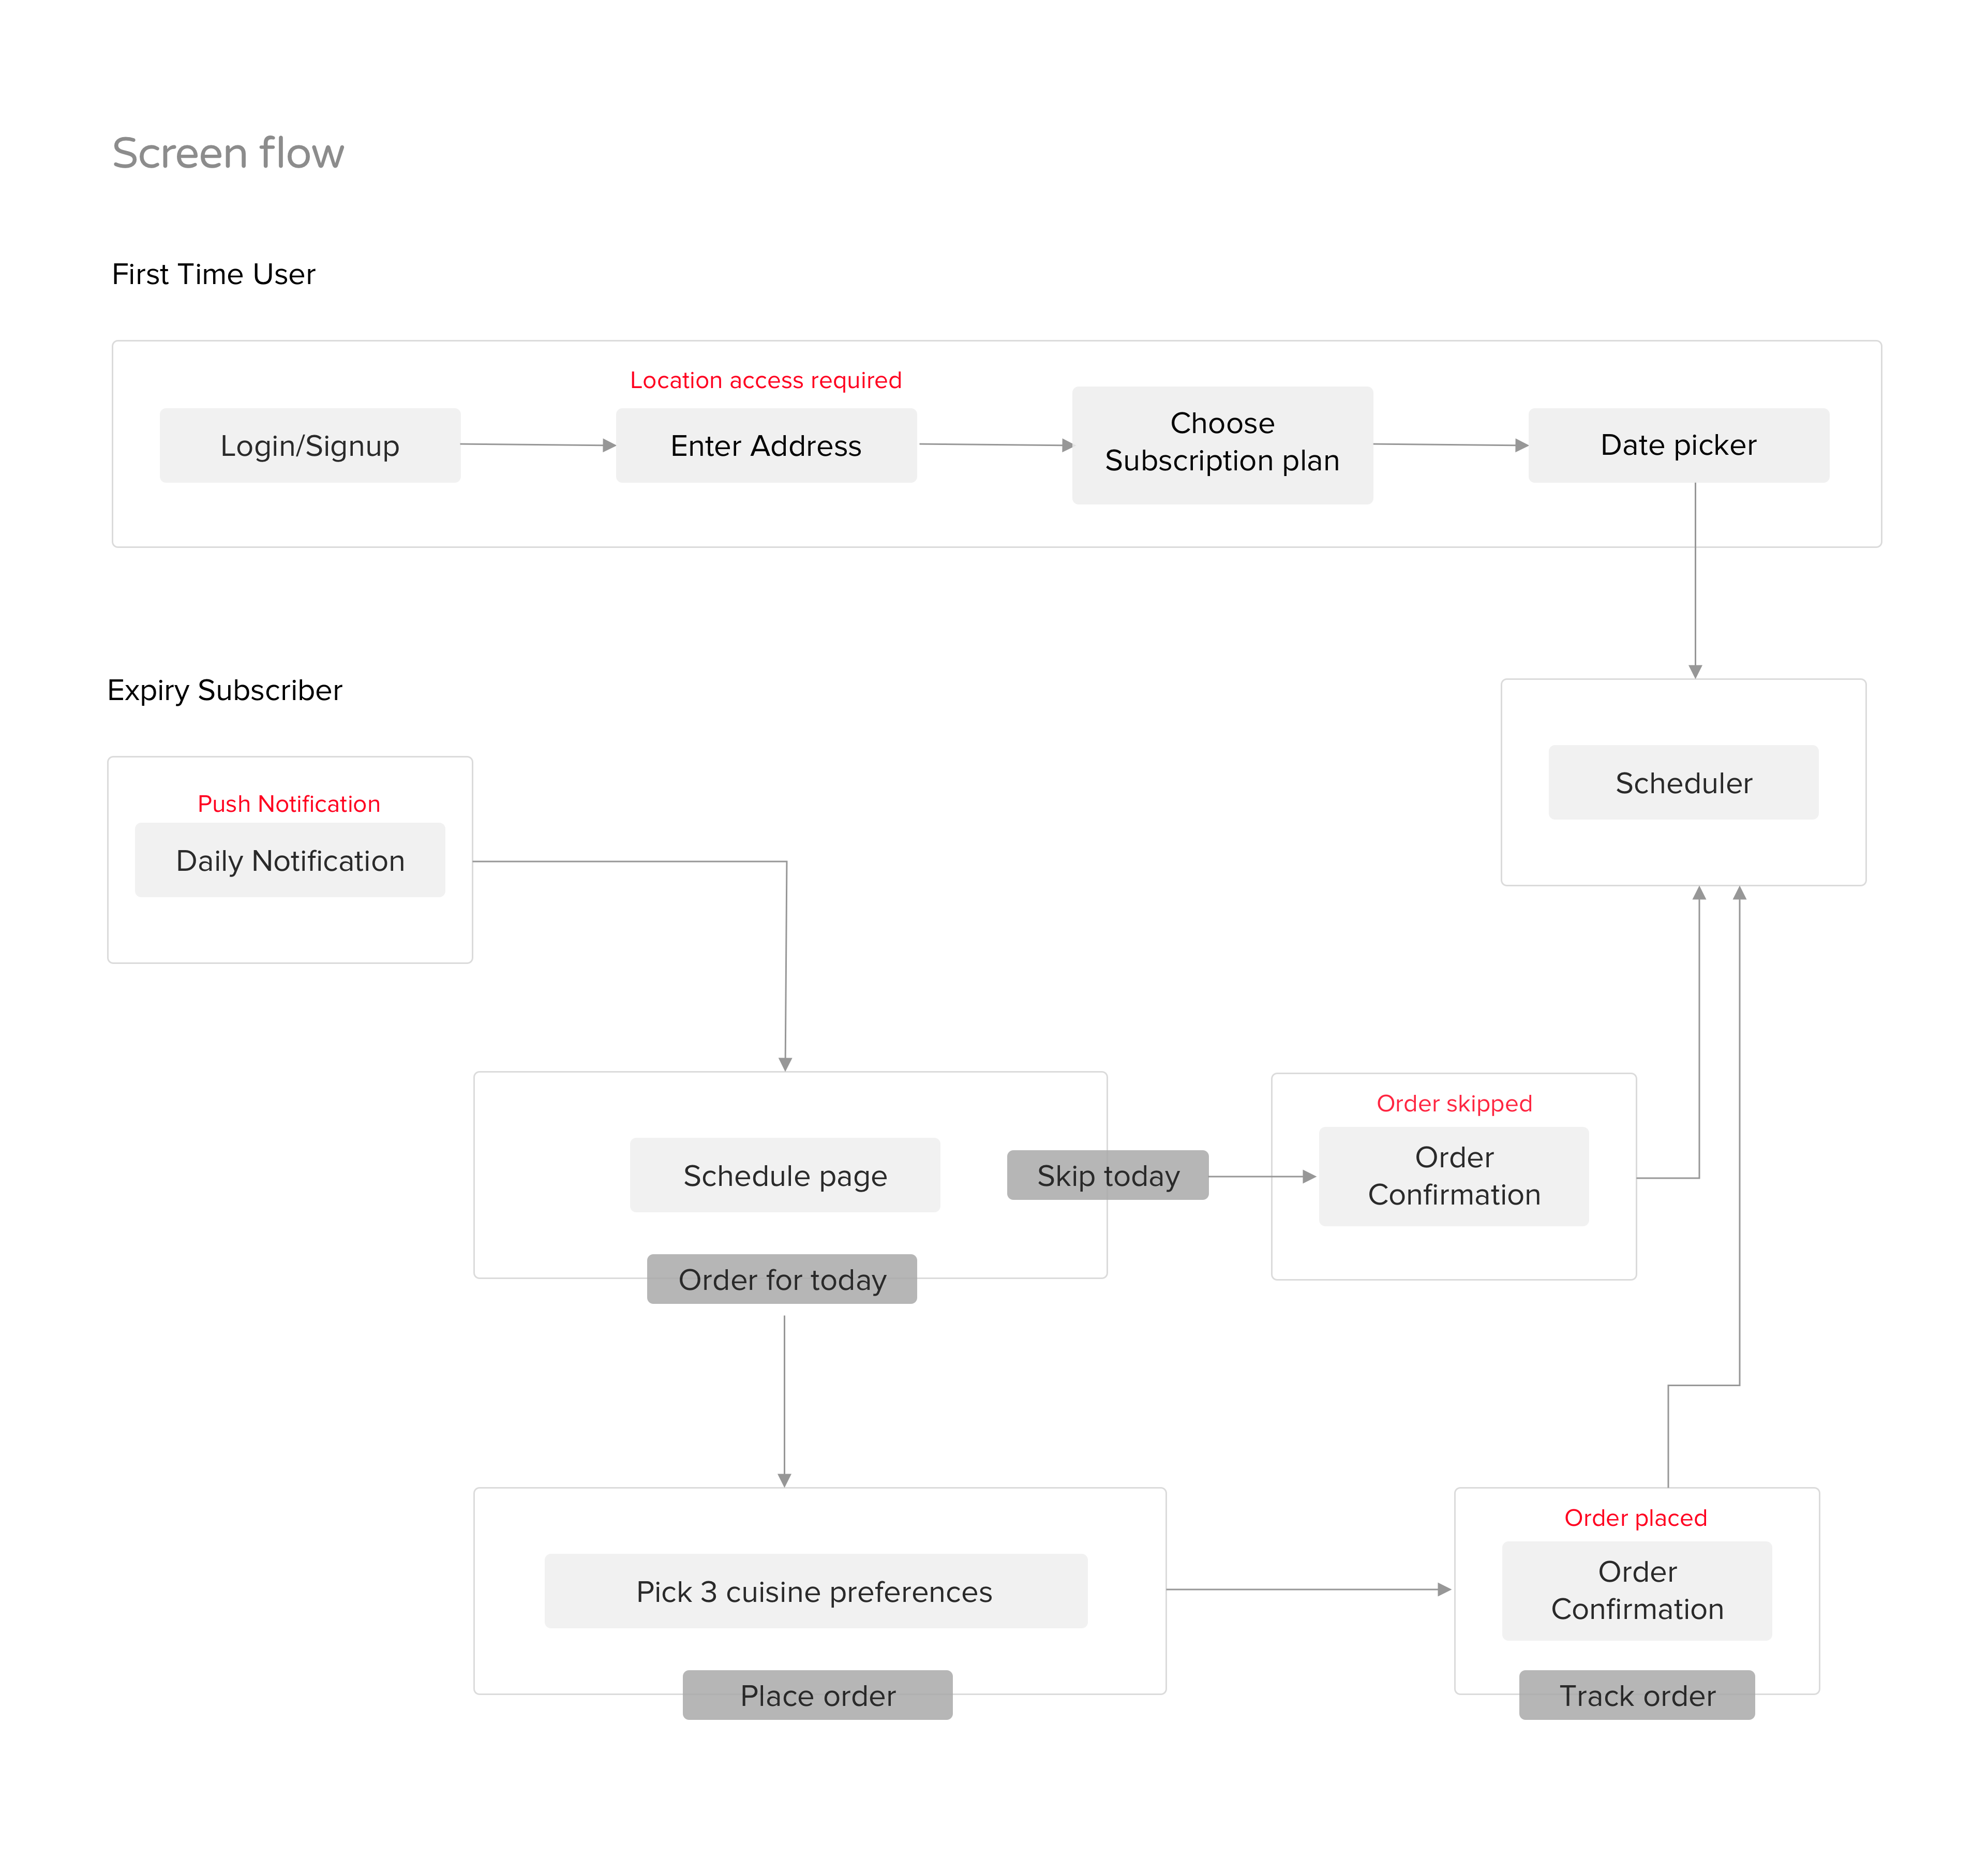 Screen flow
First Time User
Location access required
Login/Signup
Enter Address
Choose
Subscription plan
Date picker
Expiry Subscriber
Scheduler
Push Notification
Daily Notification
Schedule page
Skip today
Order for today
Order skipped
Order
Confirmation
Pick 3 cuisine preferences
Place order
Order placed
Order
Confirmation
Track order